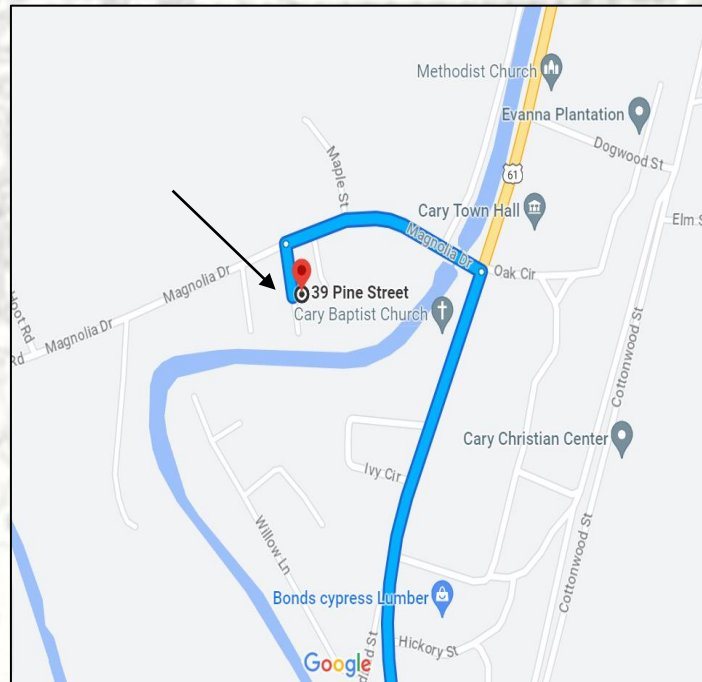 Methodist Church
Evanna Plantation
Dogwood St
61
Maple St
Cary Town Hall
Elm S
Magnolia Dr
Oak Cir
39 Pine Street
Magnolia Dr
Cary Baptist Church
Hoot Rd
Magnolia Dr
Rd
Cottonwood St
Cary Christian Center
Ivy Cir
Willow Ln
Cottonwood St
Bonds cypress Lumber
Hickory St
Google